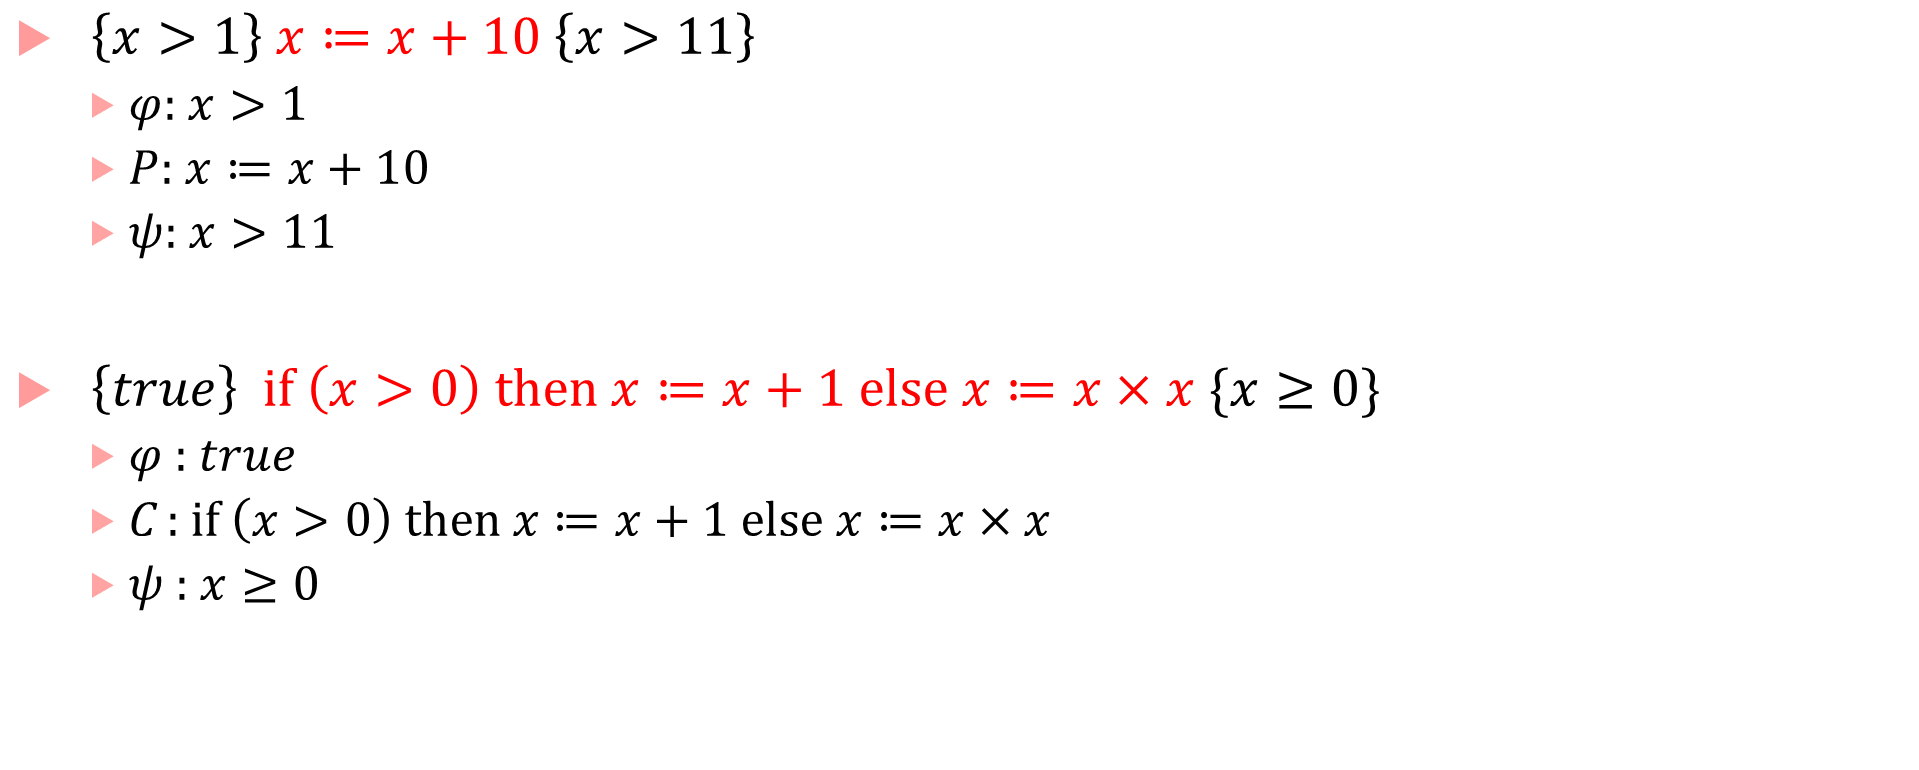 {x > 1} x ≔ x + 10 {x > 11}
φ: x > 1
P: x ≔ x + 10
ψ: x > 11
{true} if (x > 0) then x ≔ x + 1 else x ≔ x × x {x ≥ 0}
φ : true
C : if (x > 0) then x ≔ x + 1 else x ≔ x × x
ψ : x ≥ 0